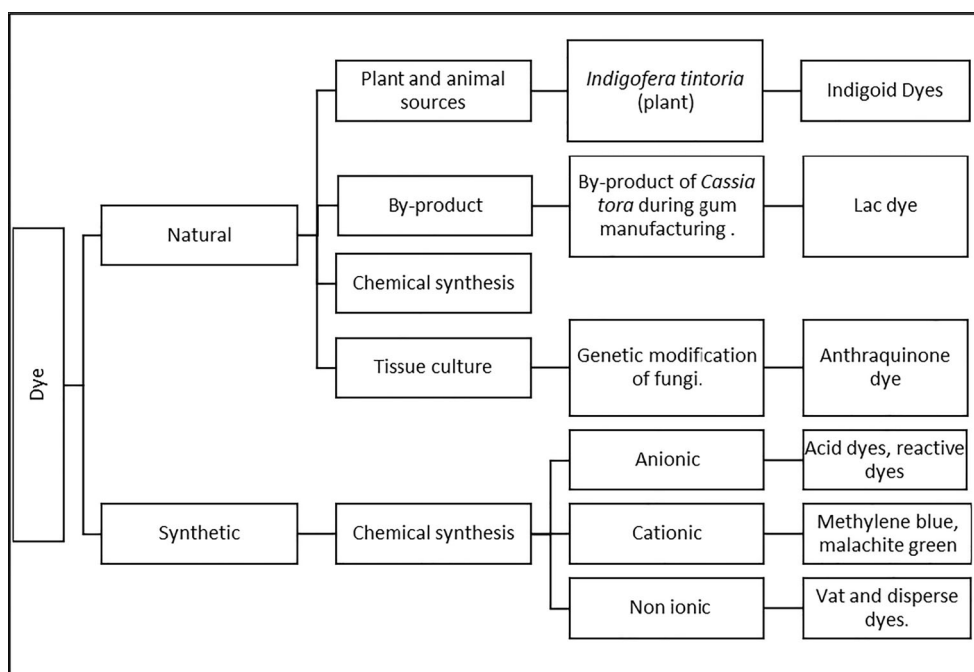 Dye
Natural
Plant and animal
sources
Indigofera tintoria
(plant)
Indigoid Dyes
By-product
By-product of Cassia
tora during gum
manufacturing .
Lac dye
Chemical synthesis
Tissue culture
Genetic modification
of fungi.
Anthraquinone
dye
Synthetic
Chemical synthesis
Anionic
Acid dyes, reactive
dyes
Cationic
Methylene blue,
malachite green
Non ionic
Vat and disperse
dyes.